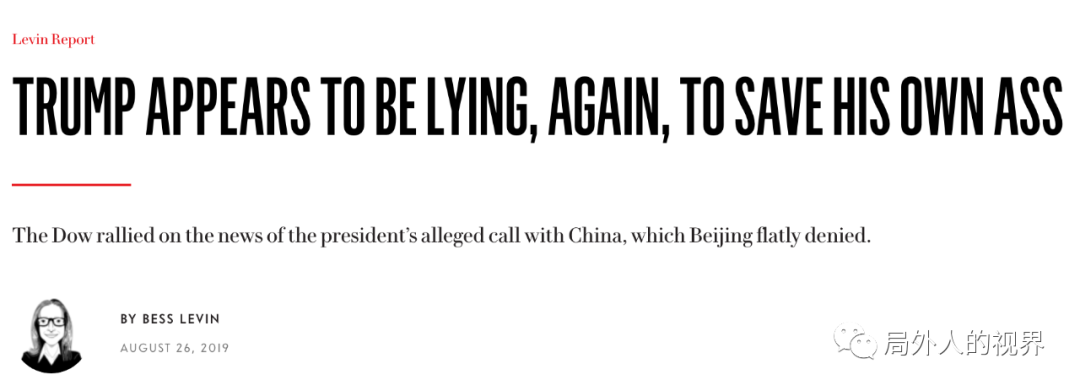 Levin Report
TRUMP APPEARS TO BE LYING, AGAIN, TO SAVE HIS OWN ASS
The Dow rallied on the news of the president’s alleged call with China, which Beijing flatly denied.
BY BESS LEVIN
AUGUST 26, 2019
局外人的视界